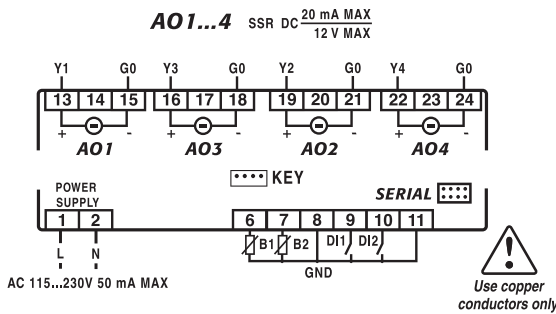 AO1...4 SSR DC 20 mA MAX
12 V MAX
Y1 G0 Y3 G0 Y2 G0 Y4 G0
13 14 15 16 17 18 19 20 21 22 23 24
+ - + - + - + -
AO1 AO3 AO2 AO4
KEY
POWER
SUPPLY
SERIAL
1 2 6 7 8 9 10 11
B1 B2 DI1 DI2
L N
GND
AC 115...230V 50 mA MAX
!
Use copper
conductors only